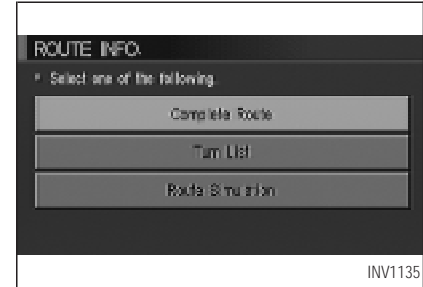 ROUTE INFO.
Select one of the following.
Complete Route
Turn List
Route Simulation
INV1135